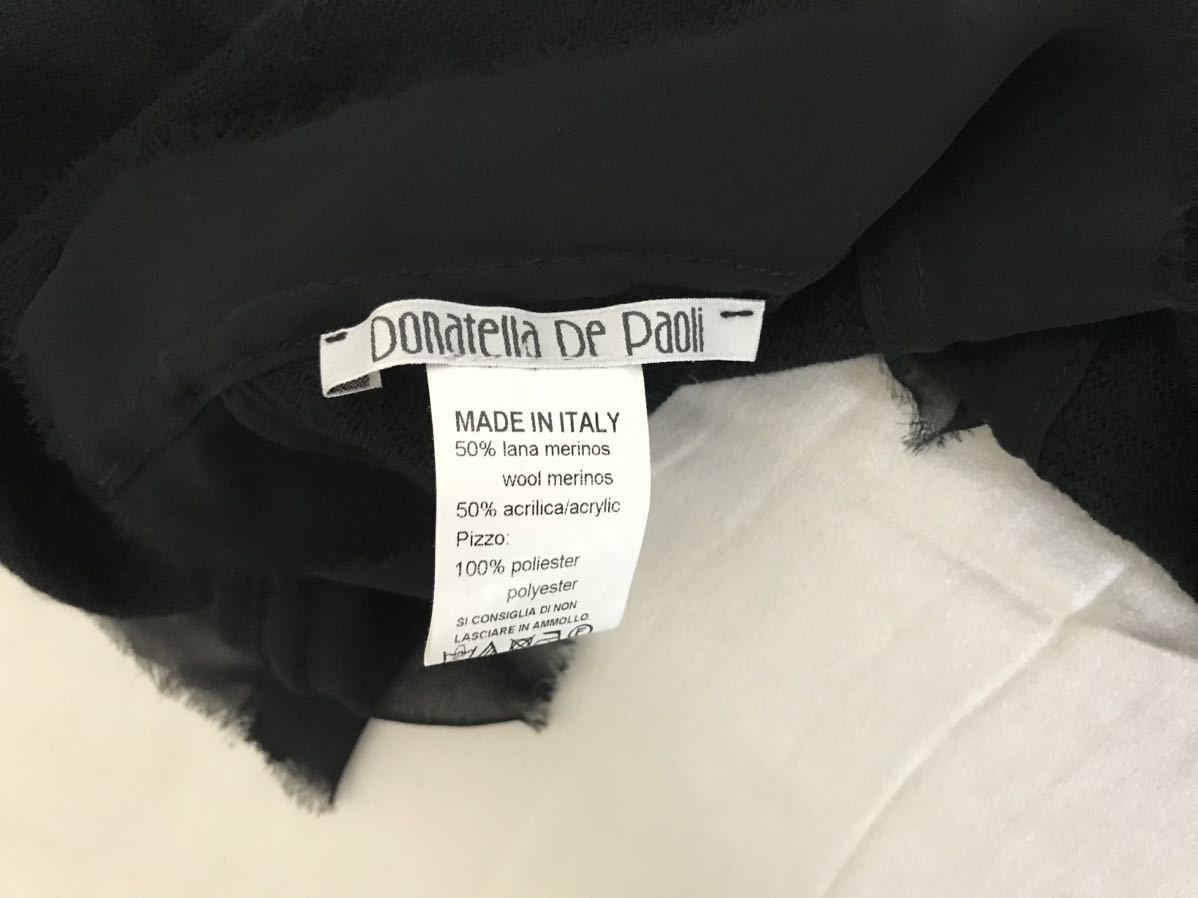 Donatella De Paoli
MADE IN ITALY
50% lana merinos
wool merinos
50% acrilica/acrylic
Pizzo:
100% poliester
polyester
SI CONSIGLIA DI NON
LASCIARE IN AMMOLLO.